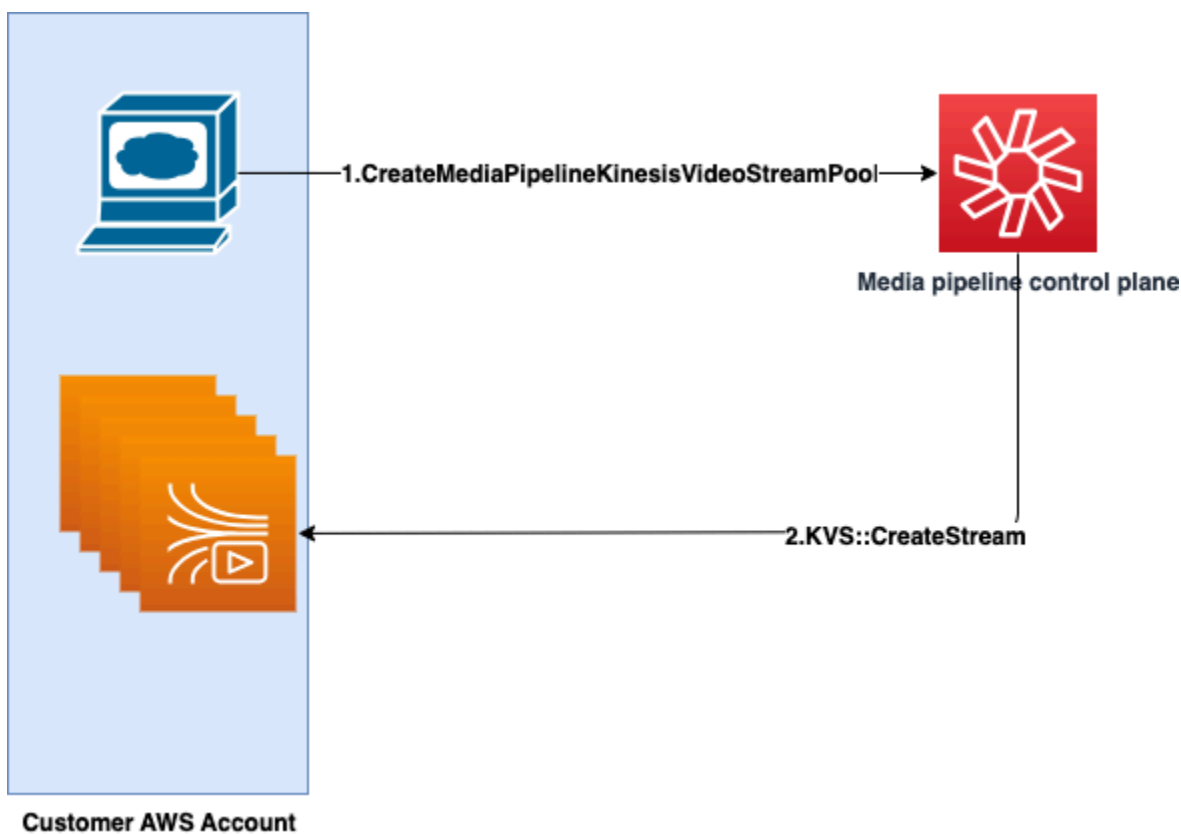 1.CreateMediaPipelineKinesisVideoStreamPool
Media pipeline control plane
2.KVS::CreateStream
Customer AWS Account